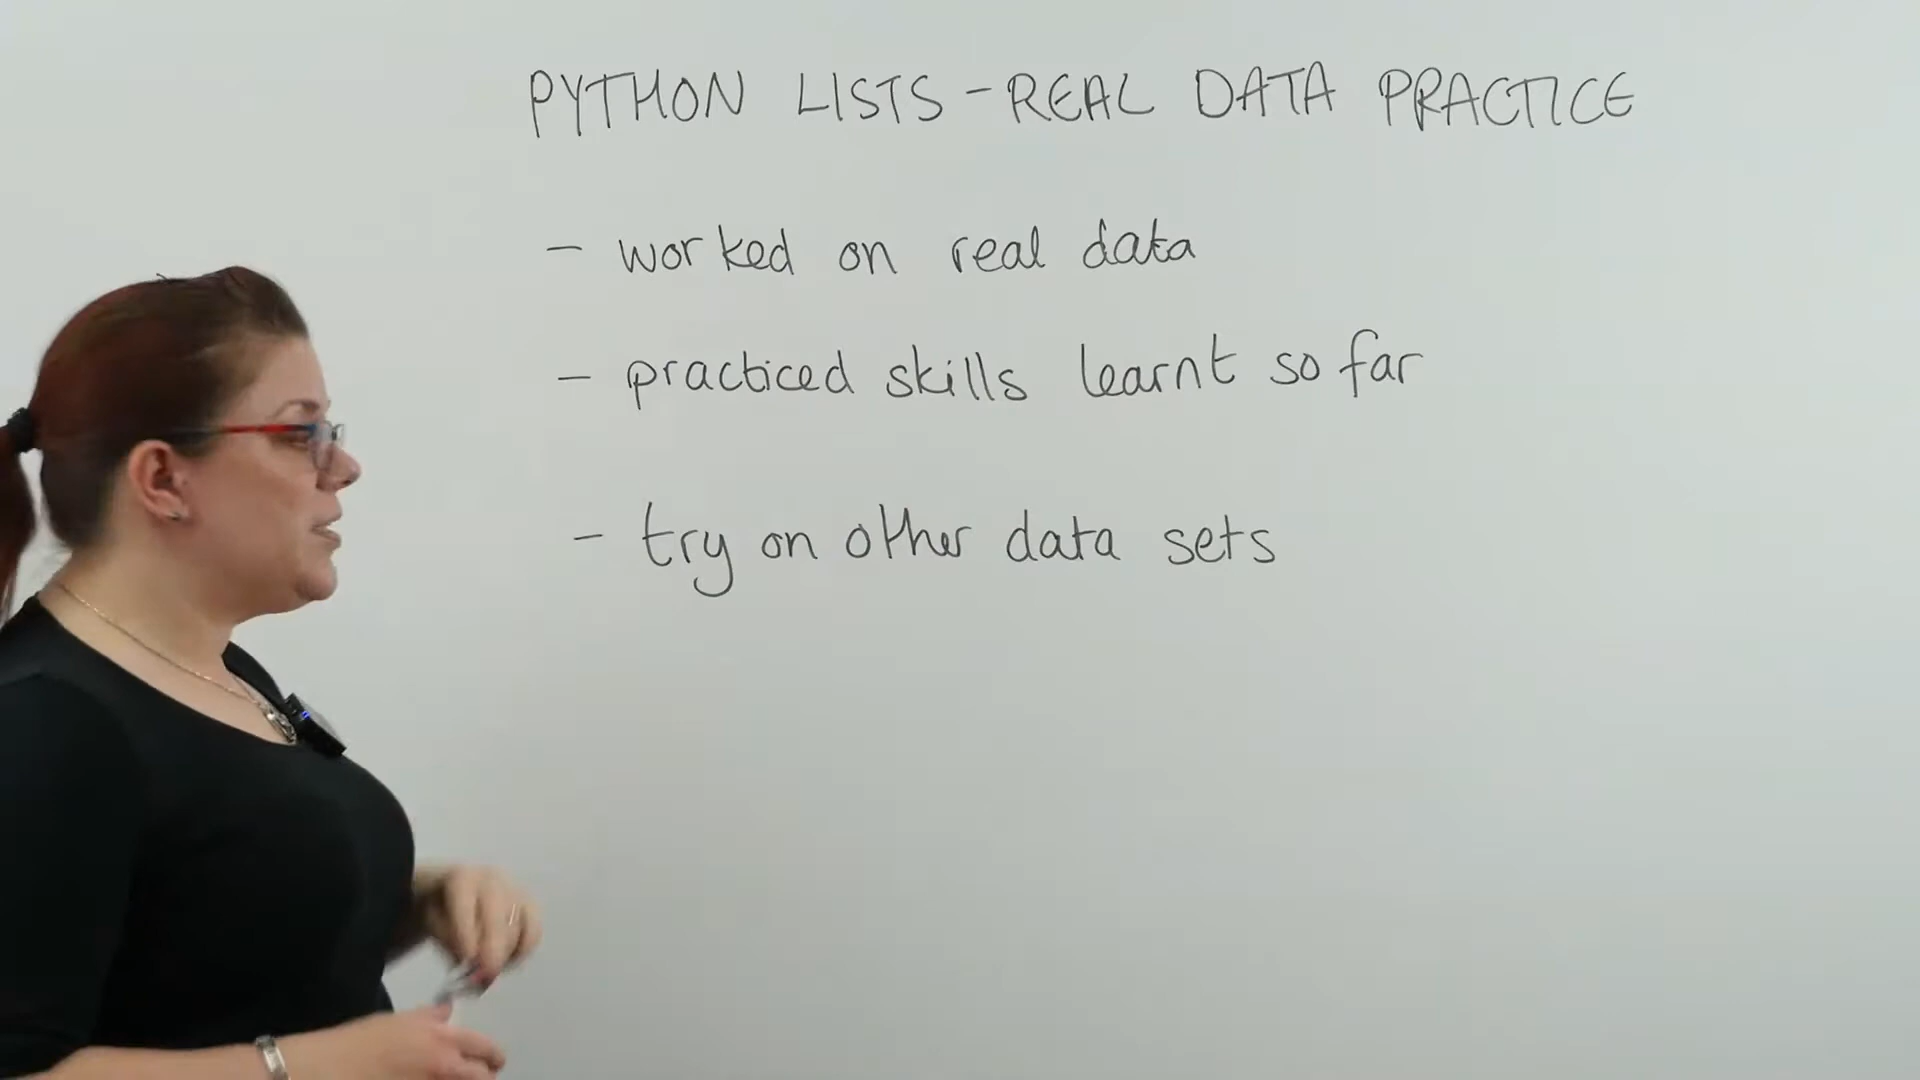 PYTHON LISTS - REAL DATA PRACTICE
- worked on real data
- practiced skills learnt so far
- try on other data sets